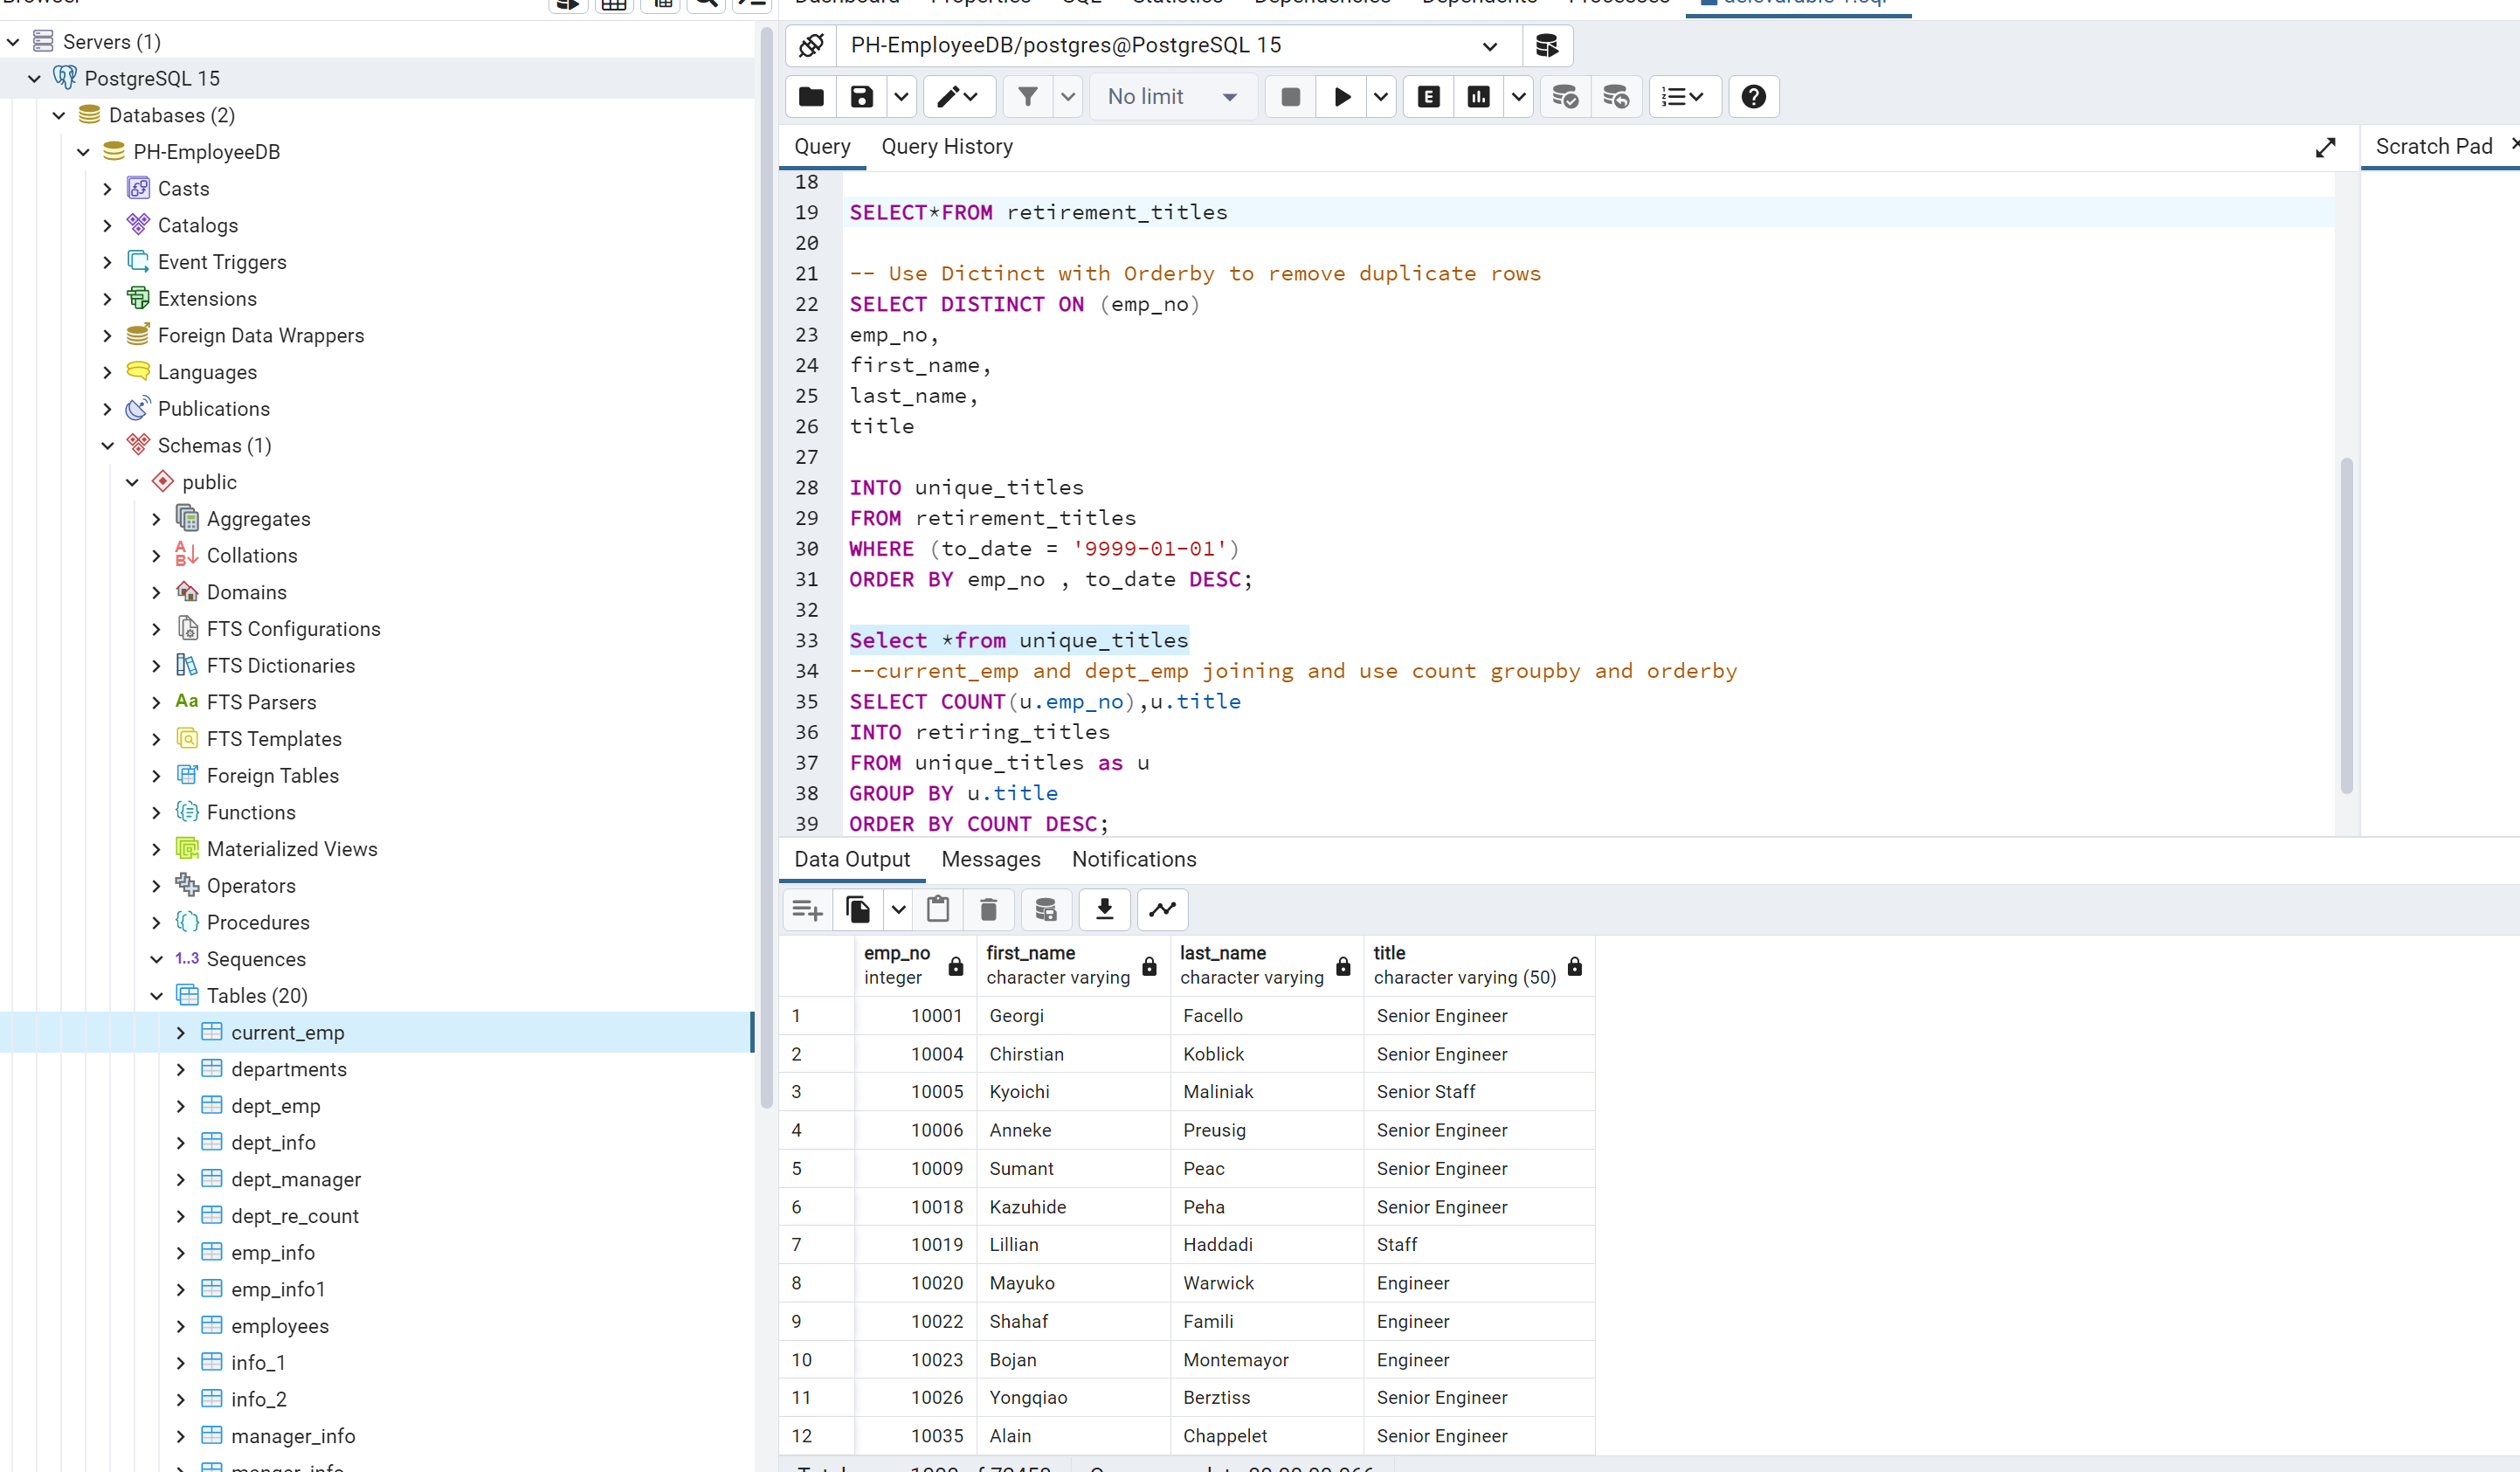 Servers (1)
PostgreSQL 15
Databases (2)
PH-EmployeeDB
Casts
Catalogs
Event Triggers
Extensions
Foreign Data Wrappers
Languages
Publications
Schemas (1)
public
Aggregates
Collations
Domains
FTS Configurations
FTS Dictionaries
Aa FTS Parsers
FTS Templates
Foreign Tables
Functions
Materialized Views
Operators
Procedures
1..3 Sequences
Tables (20)
current_emp
departments
dept_emp
dept_info
dept_manager
dept_re_count
emp_info
emp_info1
employees
info_1
info_2
manager_info
PH-EmployeeDB/postgres@PostgreSQL 15
No limit
E
Query Query History
Scratch Pad
18
19 SELECT*FROM retirement_titles
20
21 -- Use Dictinct with Orderby to remove duplicate rows
22 SELECT DISTINCT ON (emp_no)
23 emp_no,
24 first_name,
25 last_name,
26 title
27
28 INTO unique_titles
29 FROM retirement_titles
30 WHERE (to_date = '9999-01-01')
31 ORDER BY emp_no , to_date DESC;
32
33 Select *from unique_titles
34 --current_emp and dept_emp joining and use count groupby and orderby
35 SELECT COUNT(u.emp_no),u.title
36 INTO retiring_titles
37 FROM unique_titles as u
38 GROUP BY u.title
39 ORDER BY COUNT DESC;
Data Output Messages Notifications
emp_no first_name last_name title
integer character varying character varying character varying (50)
1 10001 Georgi Facello Senior Engineer
2 10004 Chirstian Koblick Senior Engineer
3 10005 Kyoichi Maliniak Senior Staff
4 10006 Anneke Preusig Senior Engineer
5 10009 Sumant Peac Senior Engineer
6 10018 Kazuhide Peha Senior Engineer
7 10019 Lillian Haddadi Staff
8 10020 Mayuko Warwick Engineer
9 10022 Shahaf Famili Engineer
10 10023 Bojan Montemayor Engineer
11 10026 Yongqiao Berztiss Senior Engineer
12 10035 Alain Chappelet Senior Engineer